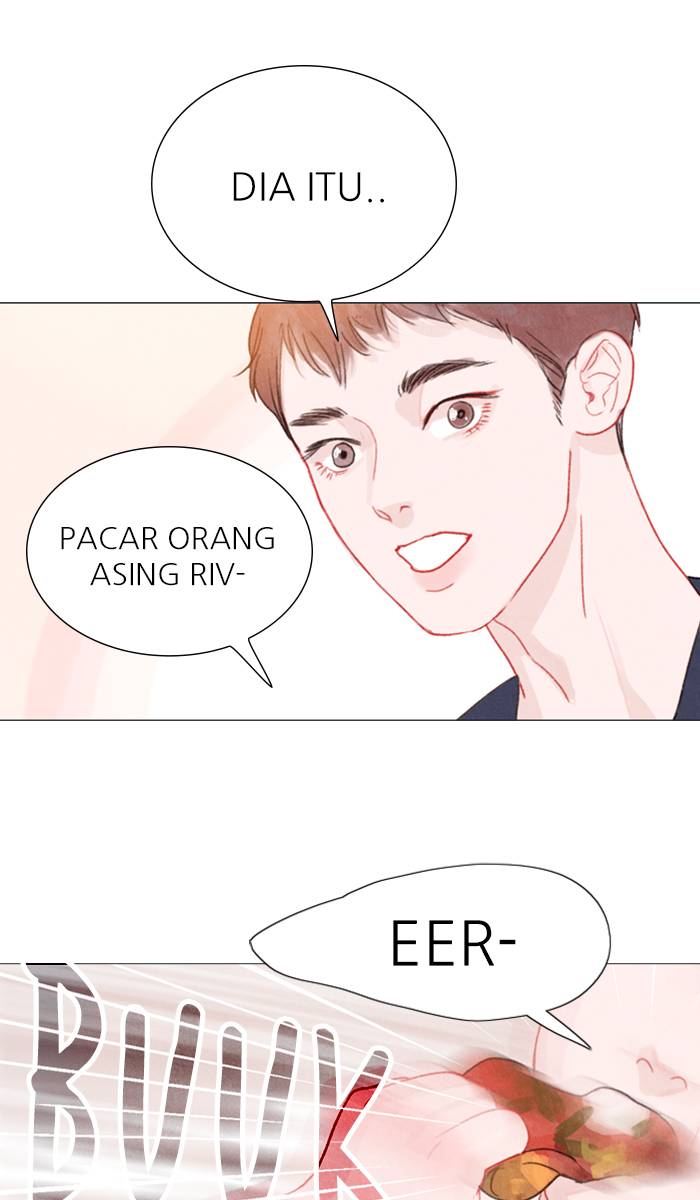 DIA ITU..
PACAR ORANG
ASING RIV-
EER-
BUUK